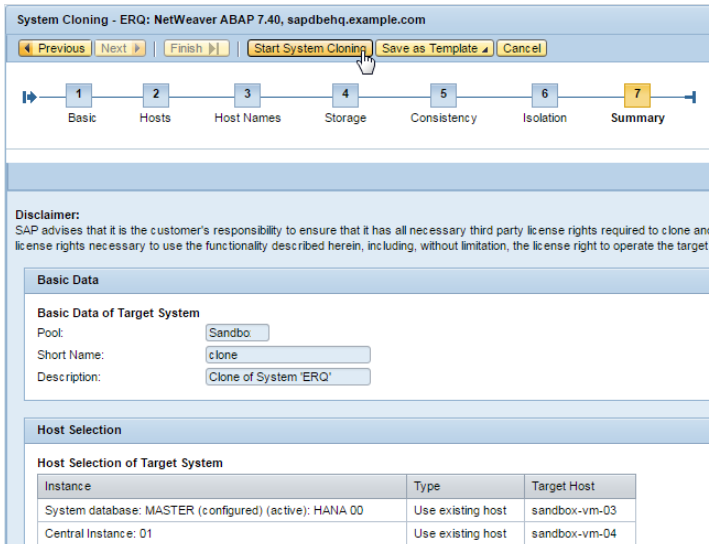 System Cloning - ERQ: NetWeaver ABAP 7.40, sapdbehq.example.com
Previous Next Finish Start System Cloning Save as Template Cancel
1 2 3 4 5 6 7
Basic Hosts Host Names Storage Consistency Isolation Summary
Disclaimer:
SAP advises that it is the customer's responsibility to ensure that it has all necessary third party license rights required to clone and
license rights necessary to use the functionality described herein, including, without limitation, the license right to operate the target
Basic Data
Basic Data of Target System
Pool: Sandbo
Short Name: clone
Description: Clone of System 'ERQ'
Host Selection
Host Selection of Target System
Instance Type Target Host
System database: MASTER (configured) (active): HANA 00 Use existing host sandbox-vm-03
Central Instance: 01 Use existing host sandbox-vm-04